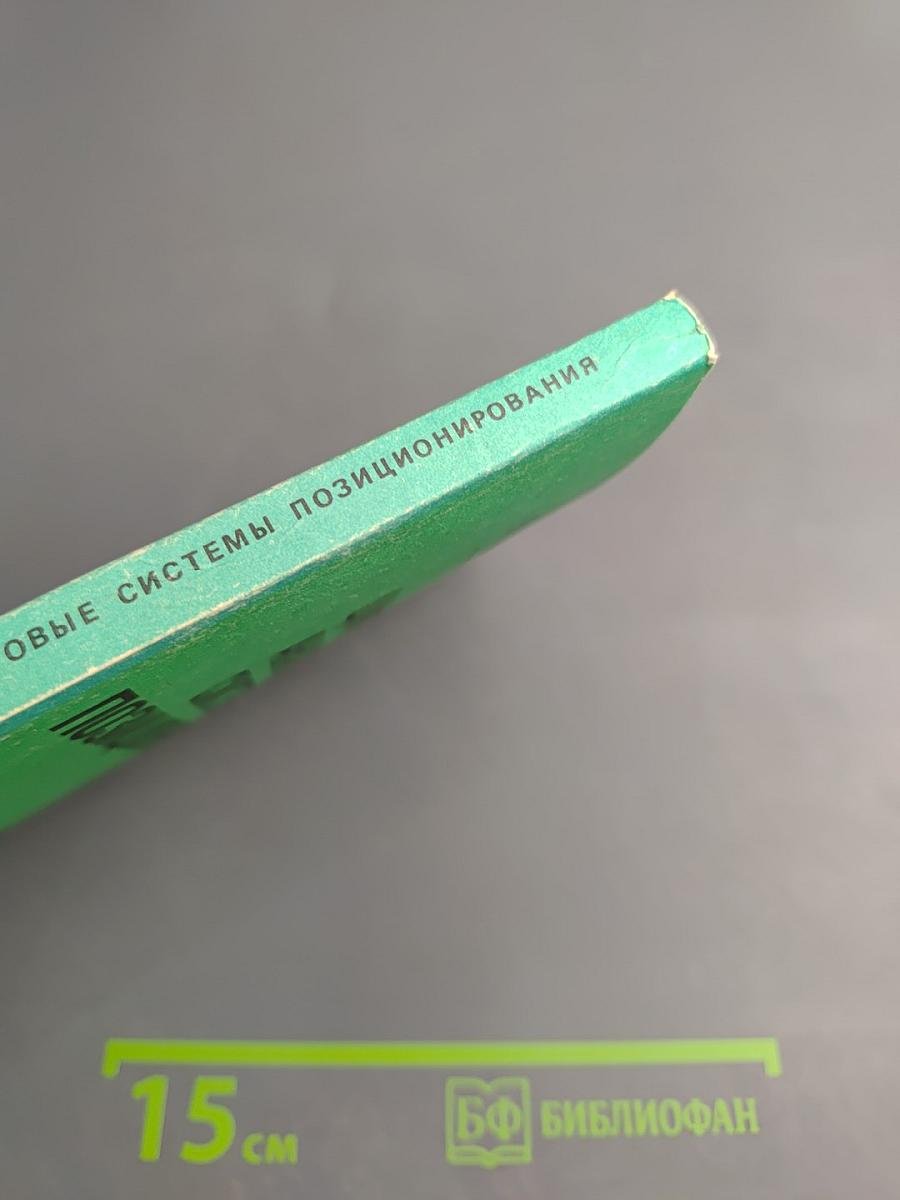 ОВЫЕ СИСТЕМЫ ПОЗИЦИОНИРОВАНИЯ
15 см
БФ БИБЛИОФАН